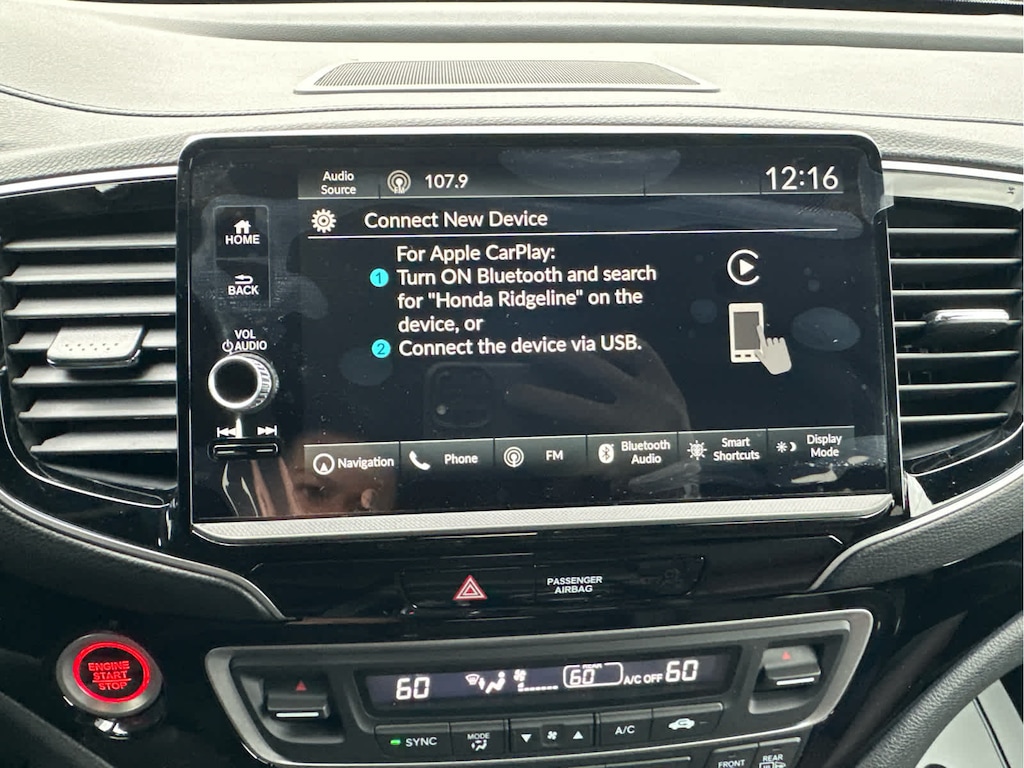 Audio
Source
FM
107.9
12:16
HOME
Connect New Device
For Apple CarPlay:
1 Turn ON Bluetooth and search
for "Honda Ridgeline" on the
device, or
2 Connect the device via USB.
BACK
VOL
AUDIO
Navigation
Phone
FM
Bluetooth
Audio
Smart
Shortcuts
Display
Mode
PASSENGER
AIRBAG
ENGINE
START
STOP
60
REAR
60
A/C OFF
60
SYNC
MODE
A/C
FRONT
REAR